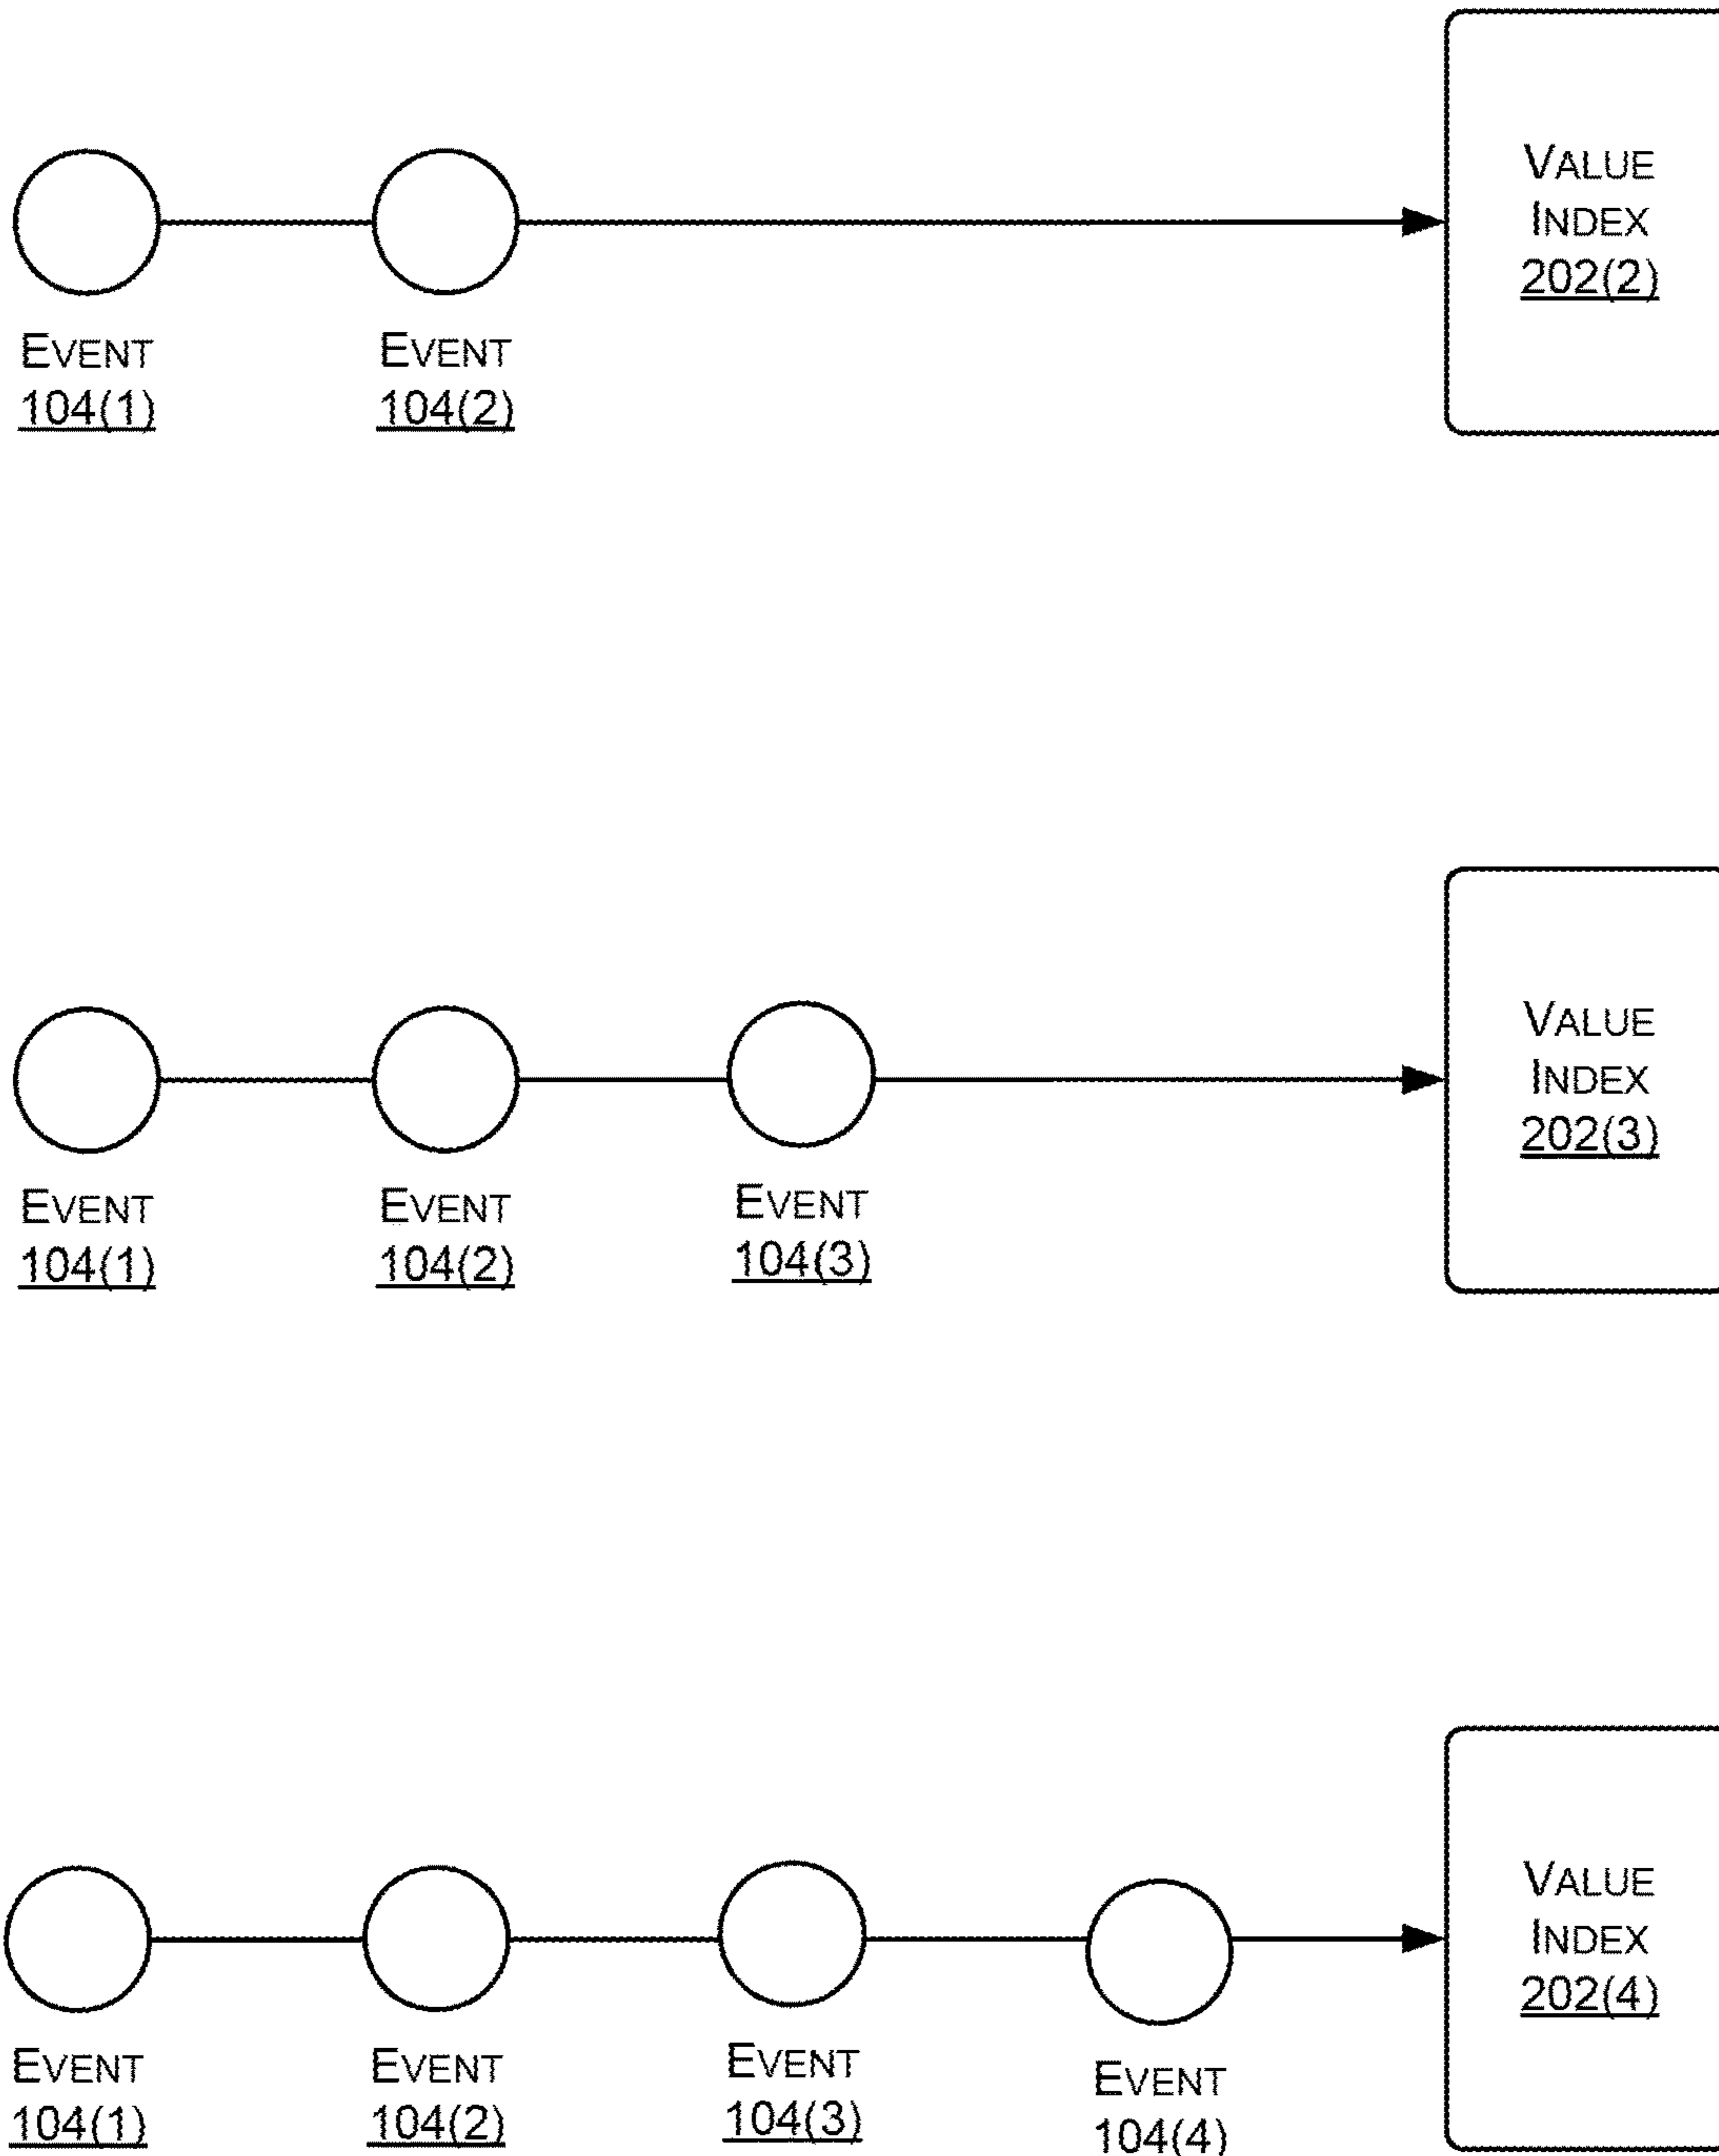 VALUE
INDEX
202(2)
EVENT
104(1)
EVENT
104(2)
VALUE
INDEX
202(3)
EVENT
104(1)
EVENT
104(2)
EVENT
104(3)
VALUE
INDEX
202(4)
EVENT
104(1)
EVENT
104(2)
EVENT
104(3)
EVENT
104(4)